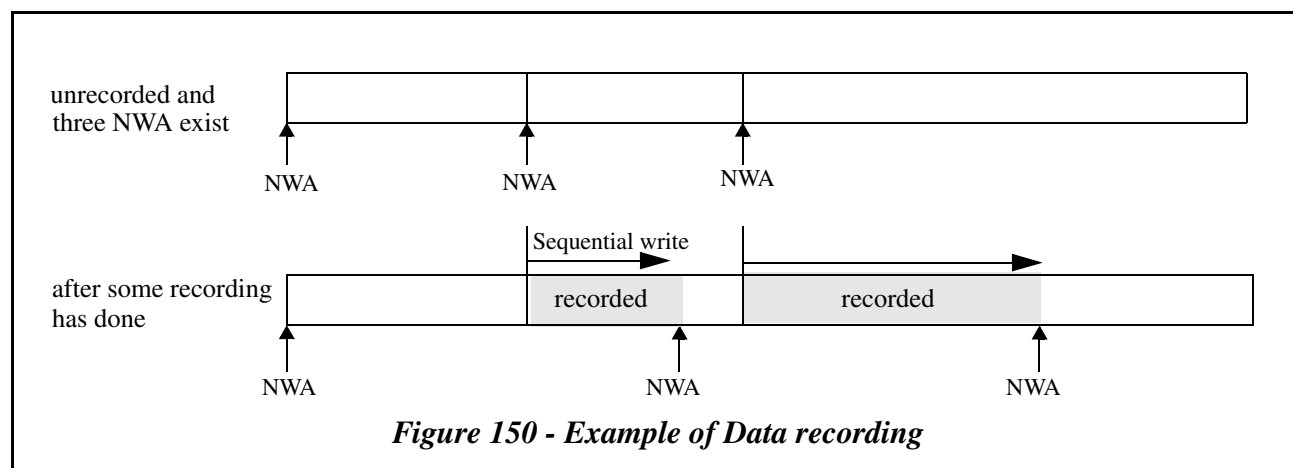 unrecorded and
three NWA exist
NWA
NWA
NWA
Sequential write
after some recording
has done
recorded
recorded
NWA
NWA
NWA
Figure 150 - Example of Data recording